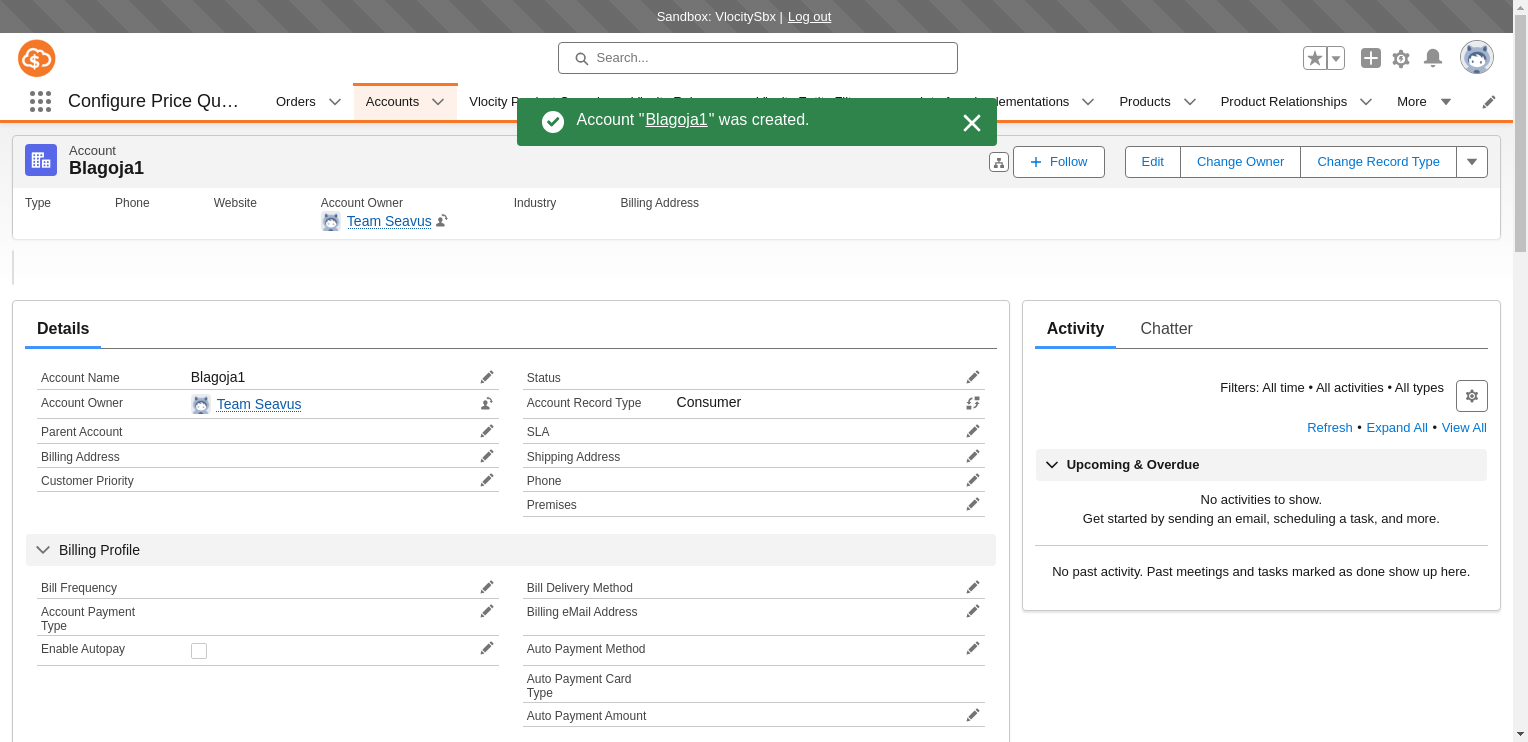 Sandbox: VlocitySbx | Log out
Search...
Configure Price Qu...
Orders
Accounts
Products
Product Relationships
More
Account "Blagoja1" was created.
Account
Blagoja1
Follow
Edit
Change Owner
Change Record Type
Type
Phone
Website
Account Owner
Industry
Billing Address
Team Seavus
Details
Account Name Blagoja1
Status
Account Owner Team Seavus
Account Record Type Consumer
Parent Account
SLA
Billing Address
Shipping Address
Customer Priority
Phone
Premises
Billing Profile
Bill Frequency
Bill Delivery Method
Account Payment
Type
Billing eMail Address
Enable Autopay
Auto Payment Method
Auto Payment Card
Type
Auto Payment Amount
Activity
Chatter
Filters: All time • All activities • All types
Refresh • Expand All • View All
Upcoming & Overdue
No activities to show.
Get started by sending an email, scheduling a task, and more.
No past activity. Past meetings and tasks marked as done show up here.